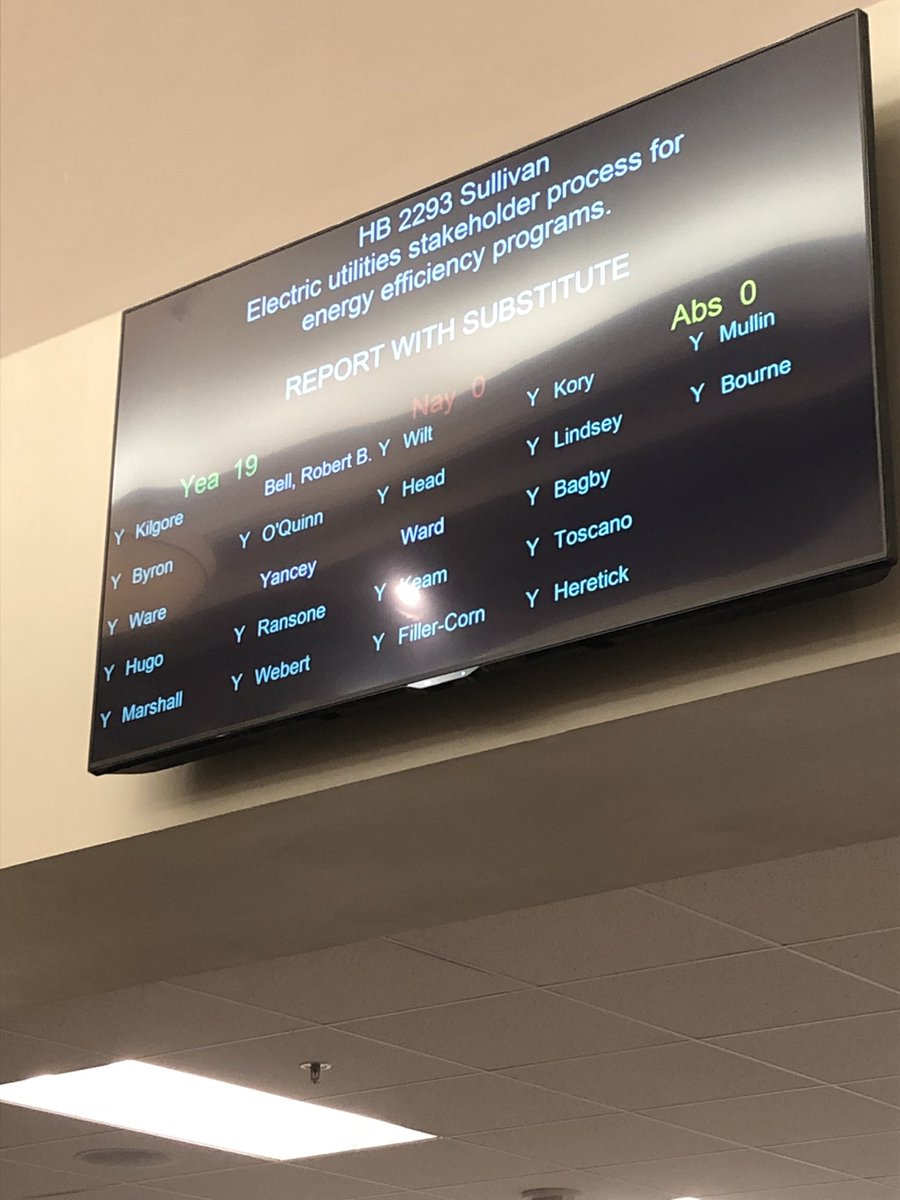 HB 2293 Sullivan
Electric utilities stakeholder process for
energy efficiency programs.
REPORT WITH SUBSTITUTE
Yea 19 Nay 0 Abs 0
Y Kilgore Bell, Robert B. Y Wilt Y Kory Y Mullin
Y Byron Y O'Quinn Y Head Y Lindsey Y Bourne
Y Ware Yancey Ward Y Bagby
Y Hugo Y Ransone Y Keam Y Toscano
Y Marshall Y Webert Y Filler-Corn Y Heretick